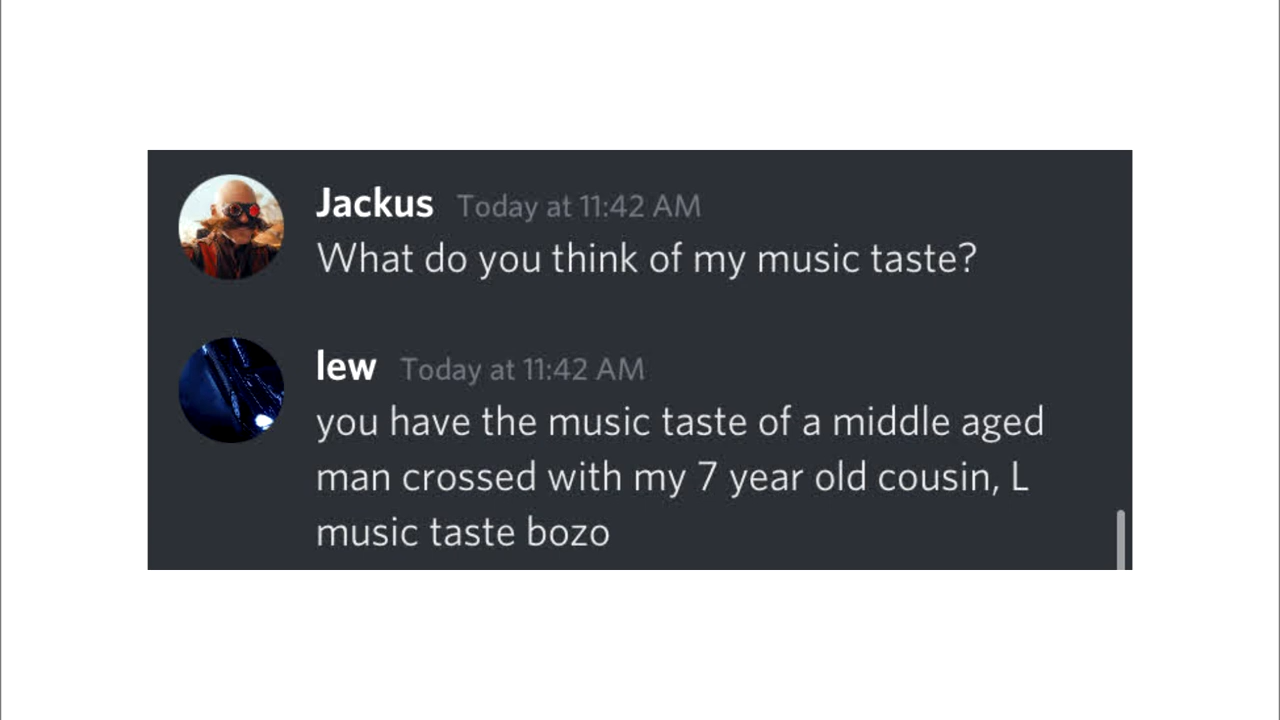 Jackus Today at 11:42 AM
What do you think of my music taste?
lew Today at 11:42 AM
you have the music taste of a middle aged
man crossed with my 7 year old cousin, L
music taste bozo